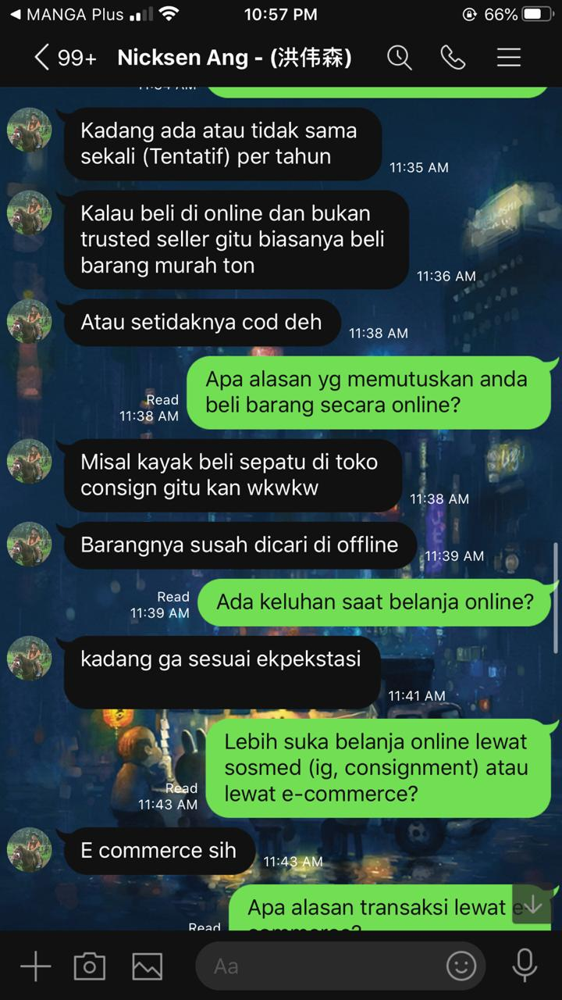 MANGA Plus
10:57 PM
66%
99+
Nicksen Ang - (洪伟森)
11:34 AM
Kadang ada atau tidak sama
sekali (Tentatif) per tahun
11:35 AM
Kalau beli di online dan bukan
trusted seller gitu biasanya beli
barang murah ton
11:36 AM
Atau setidaknya cod deh
11:38 AM
Apa alasan yg memutuskan anda
beli barang secara online?
Read
11:38 AM
Misal kayak beli sepatu di toko
consign gitu kan wkwkw
11:38 AM
Barangnya susah dicari di offline
11:39 AM
Ada keluhan saat belanja online?
Read
11:39 AM
kadang ga sesuai ekpekstasi
11:41 AM
Lebih suka belanja online lewat
sosmed (ig, consignment) atau
lewat e-commerce?
Read
11:43 AM
E commerce sih
11:43 AM
Apa alasan transaksi lewat e-
commerce?
Read
Aa